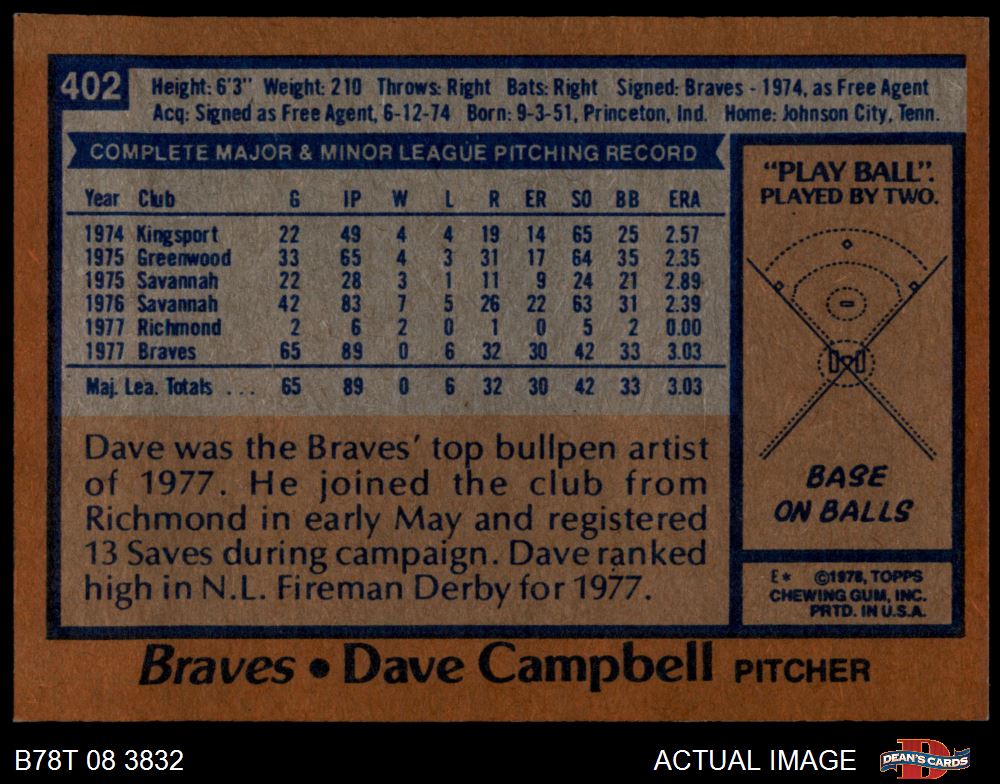 402
Height: 6'3" Weight: 210 Throws: Right Bats: Right Signed: Braves - 1974, as Free Agent
Acq: Signed as Free Agent, 6-12-74 Born: 9-3-51, Princeton, Ind. Home: Johnson City, Tenn.
COMPLETE MAJOR & MINOR LEAGUE PITCHING RECORD
Year Club G IP W L R ER SO BB ERA
1974 Kingsport 22 49 4 4 19 14 65 25 2.57
1975 Greenwood 33 65 4 3 31 17 64 35 2.35
1975 Savannah 22 28 3 1 11 9 24 21 2.89
1976 Savannah 42 83 7 5 26 22 63 31 2.39
1977 Richmond 2 6 2 0 1 0 5 2 0.00
1977 Braves 65 89 0 6 32 30 42 33 3.03
Maj. Lea. Totals . . . 65 89 0 6 32 30 42 33 3.03
Dave was the Braves' top bullpen artist
of 1977. He joined the club from
Richmond in early May and registered
13 Saves during campaign. Dave ranked
high in N.L. Fireman Derby for 1977.
"PLAY BALL".
PLAYED BY TWO.
BASE
ON BALLS
E* ©1978, TOPPS
CHEWING GUM, INC.
PRTD. IN U.S.A.
Braves • Dave Campbell PITCHER
B78T 08 3832
ACTUAL IMAGE
D
DEAN'S CARDS